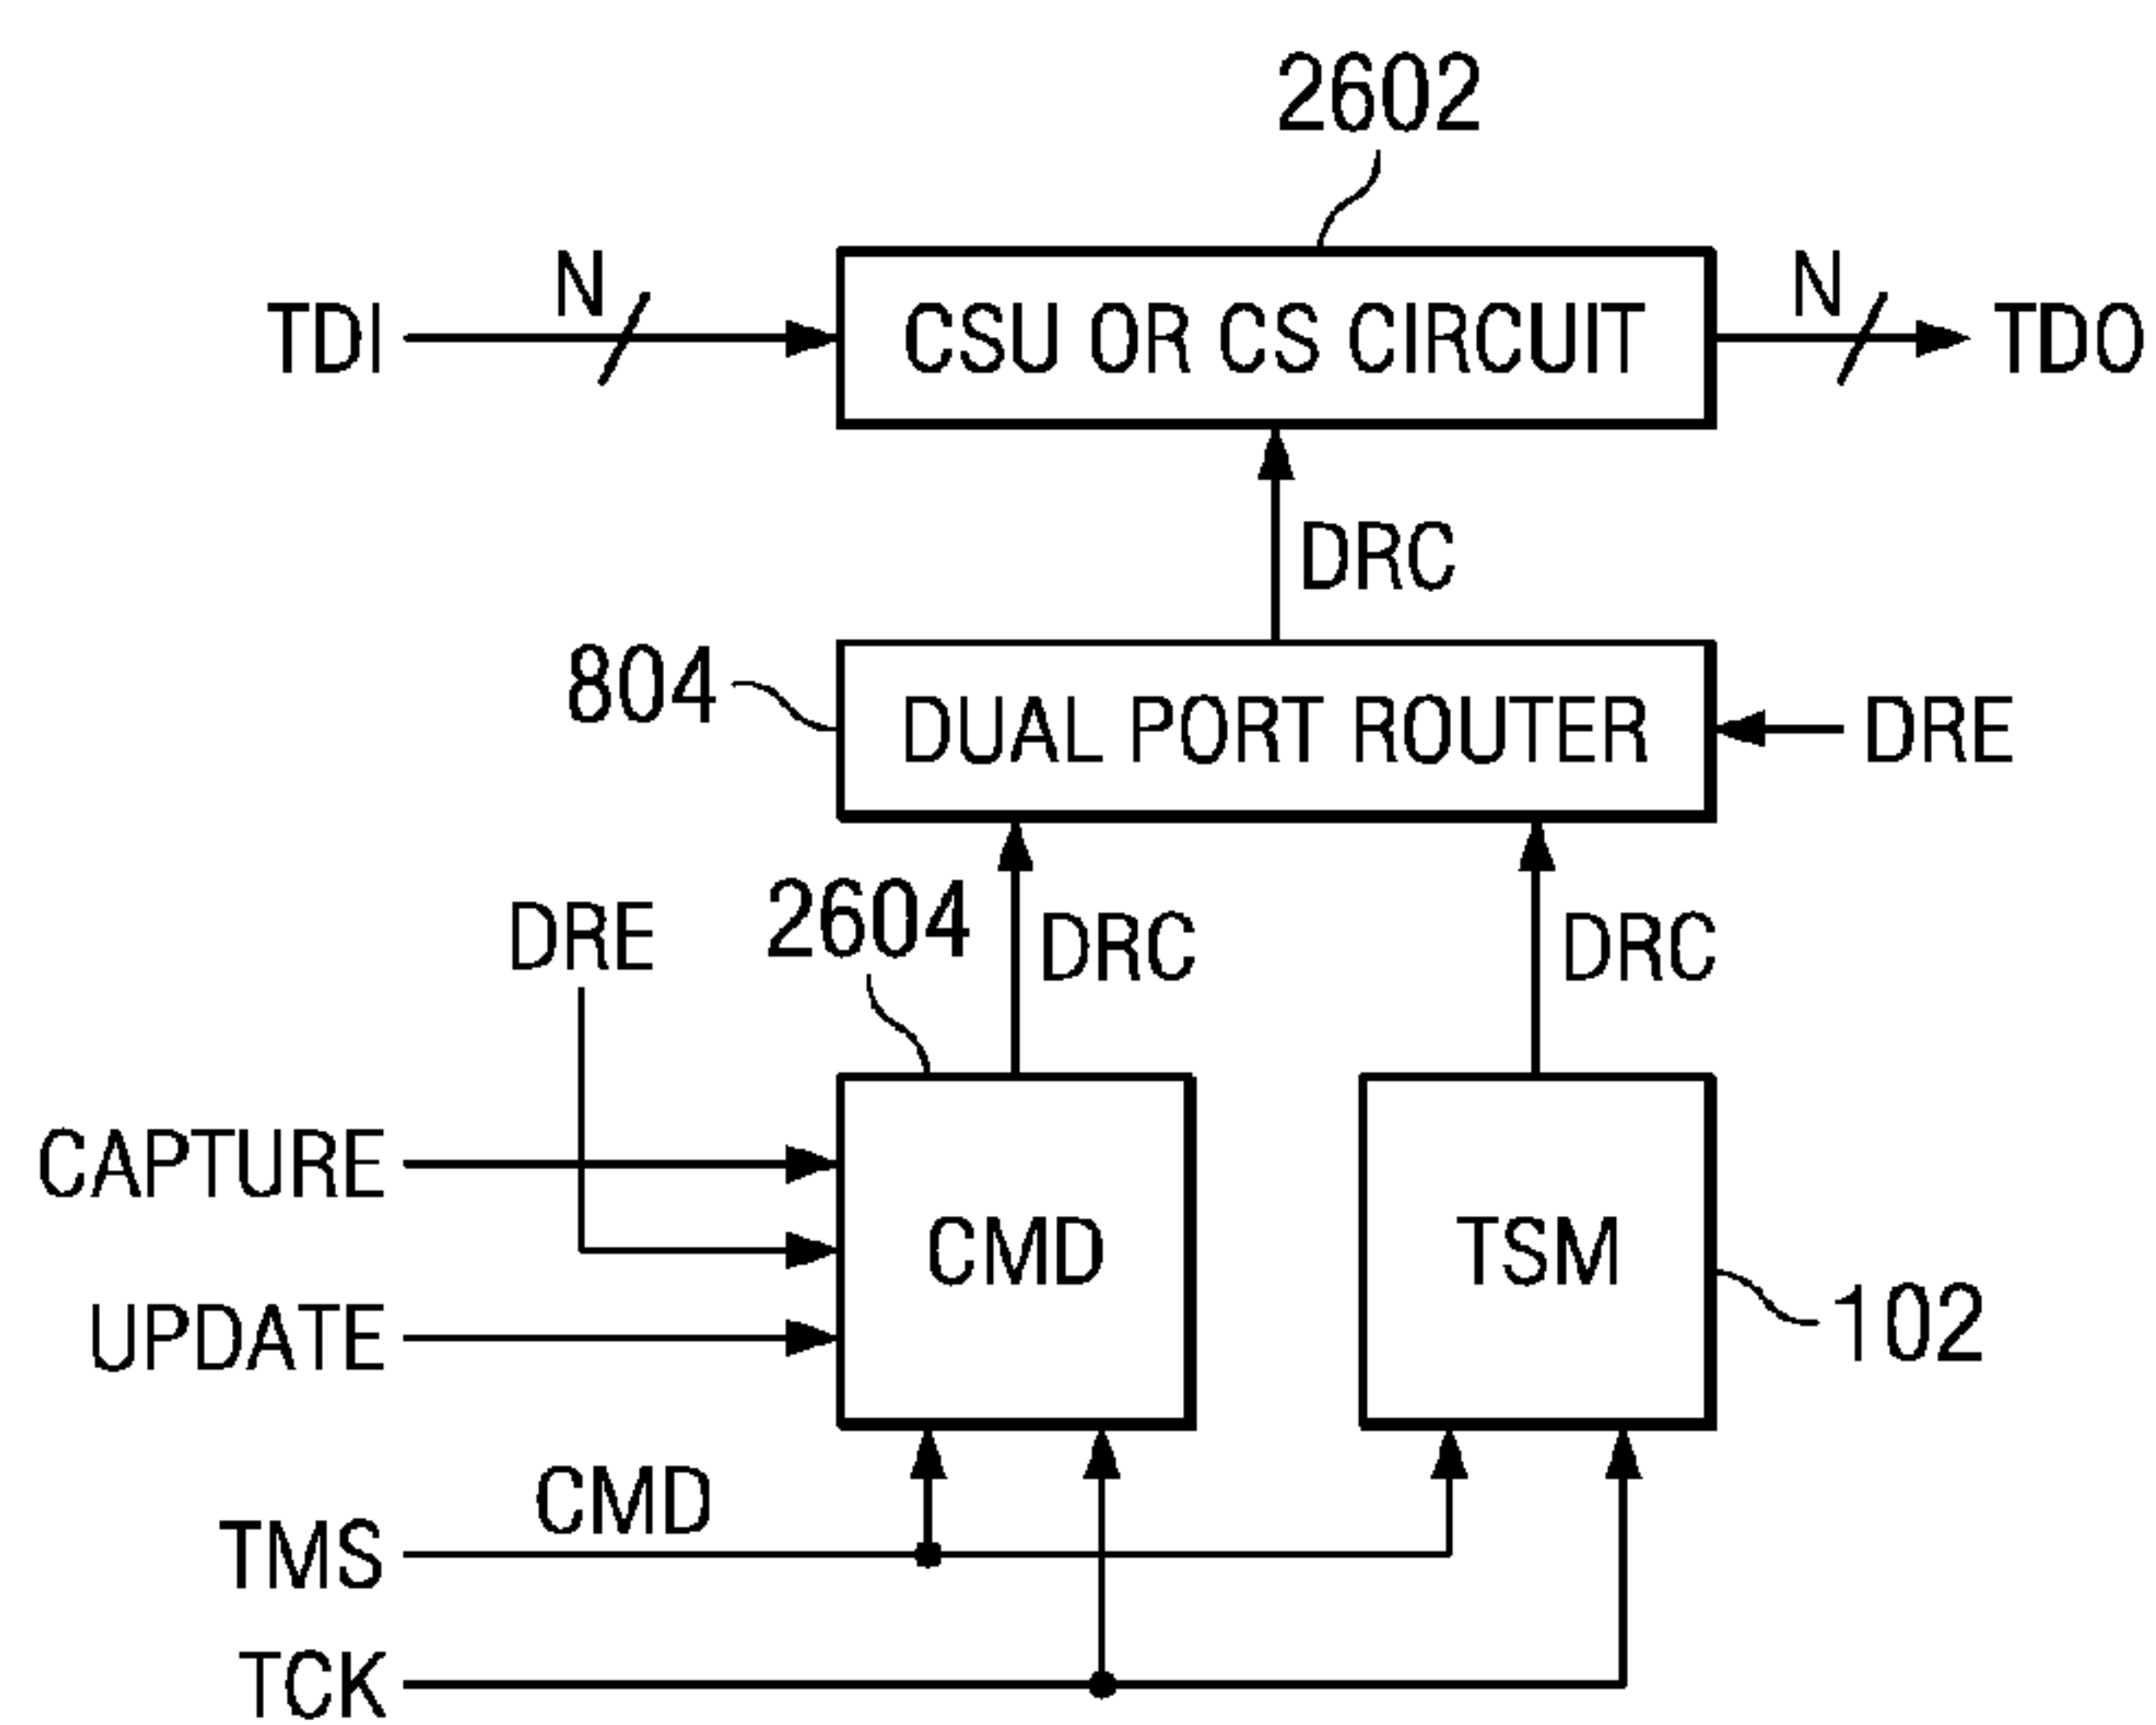 2602
N
N
TDI
CSU OR CS CIRCUIT
TDO
DRC
804
DUAL PORT ROUTER
DRE
DRE
2604
DRC
DRC
CAPTURE
CMD
TSM
UPDATE
102
CMD
TMS
TCK